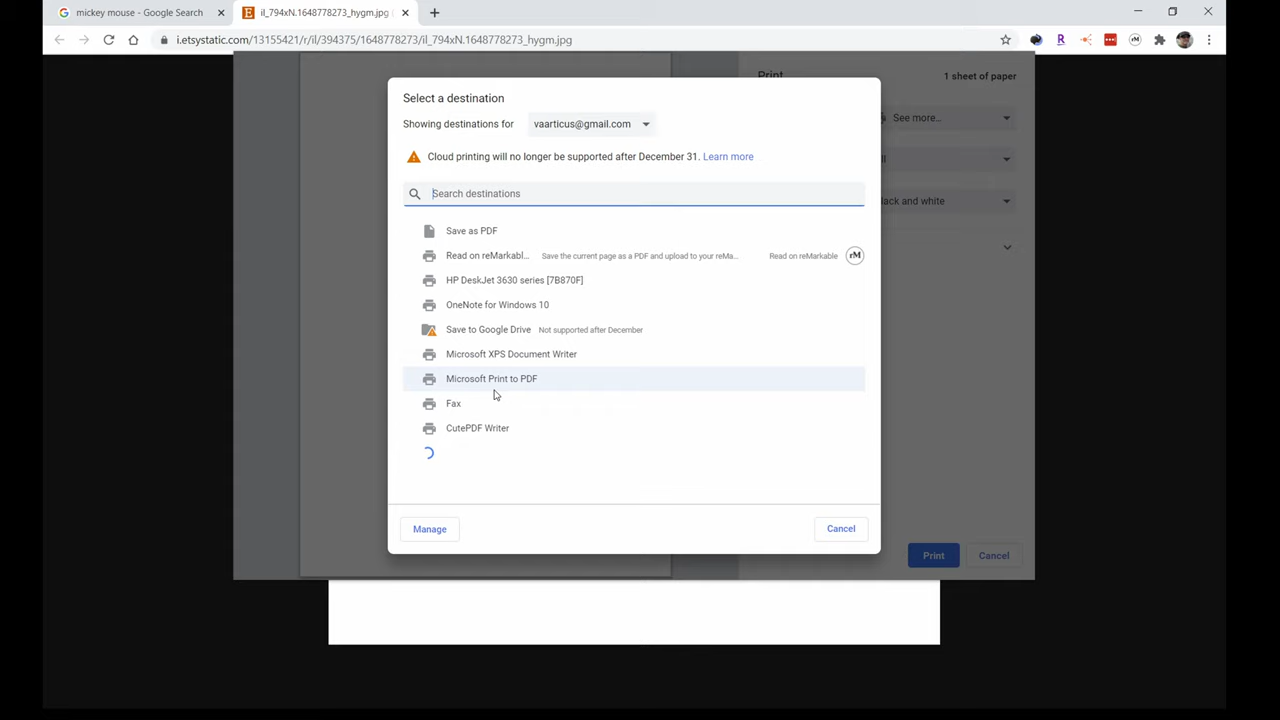 mickey mouse - Google Search
il_794xN.1648778273_hygm.jpg (
i.etsystatic.com/13155421/r/il/394375/1648778273/il_794xN.1648778273_hygm.jpg
Print
1 sheet of paper
See more...
ll
lack and white
Print
Cancel
Select a destination
Showing destinations for vaarticus@gmail.com
Cloud printing will no longer be supported after December 31. Learn more
Search destinations
Save as PDF
Read on reMarkabl... Save the current page as a PDF and upload to your reMa... Read on reMarkable rM
HP DeskJet 3630 series [7B870F]
OneNote for Windows 10
Save to Google Drive Not supported after December
Microsoft XPS Document Writer
Microsoft Print to PDF
Fax
CutePDF Writer
Manage
Cancel